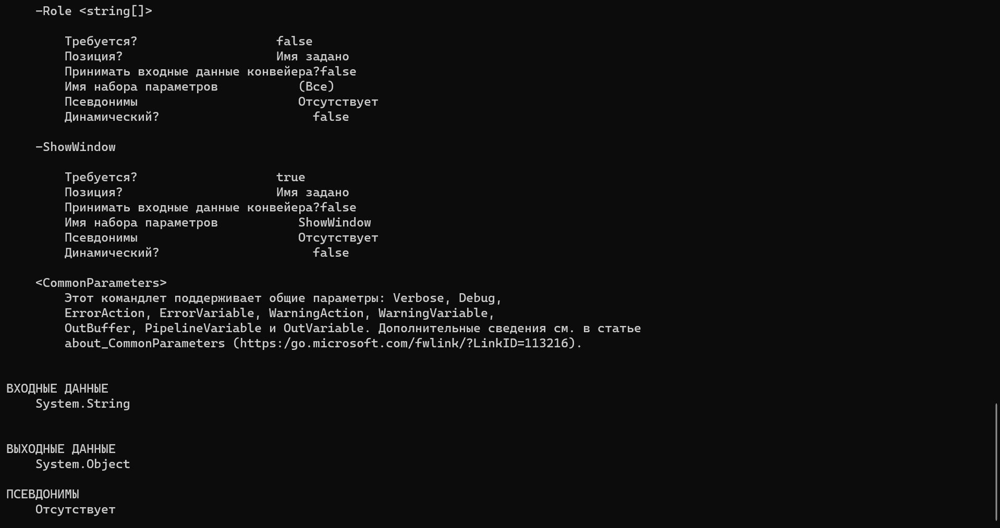 -Role <string[]>
Требуется? false
Позиция? Имя задано
Принимать входные данные конвейера?false
Имя набора параметров (Все)
Псевдонимы Отсутствует
Динамический? false
-ShowWindow
Требуется? true
Позиция? Имя задано
Принимать входные данные конвейера?false
Имя набора параметров ShowWindow
Псевдонимы Отсутствует
Динамический? false
<CommonParameters>
Этот командлет поддерживает общие параметры: Verbose, Debug,
ErrorAction, ErrorVariable, WarningAction, WarningVariable,
OutBuffer, PipelineVariable и OutVariable. Дополнительные сведения см. в статье
about_CommonParameters (https:/go.microsoft.com/fwlink/?LinkID=113216).
ВХОДНЫЕ ДАННЫЕ
System.String
ВЫХОДНЫЕ ДАННЫЕ
System.Object
ПСЕВДОНИМЫ
Отсутствует